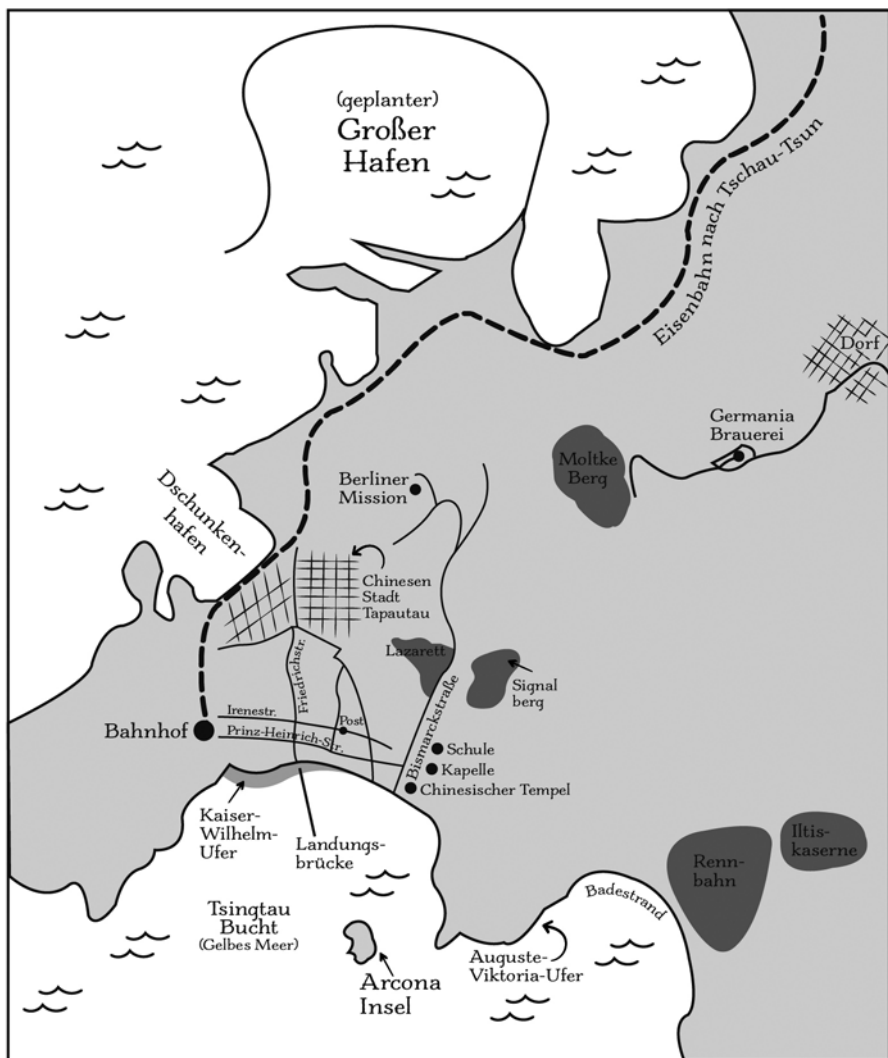 (geplanter)
Großer
Hafen
Eisenbahn nach Tschau-Tsun
Dorf
Germania
Brauerei
Moltke
Berg
Berliner
Mission
Dschunken-
hafen
Chinesen
Stadt
Tapautau
Lazarett
Signal
berg
Friedrichstr.
Bismarckstraße
Irenestr.
Post
Prinz-Heinrich-Str.
Bahnhof
Schule
Kapelle
Chinesischer Tempel
Kaiser-
Wilhelm-
Ufer
Landungs-
brücke
Iltis-
kaserne
Renn-
bahn
Badestrand
Tsingtau
Bucht
(Gelbes Meer)
Auguste-
Viktoria-Ufer
Arcona
Insel